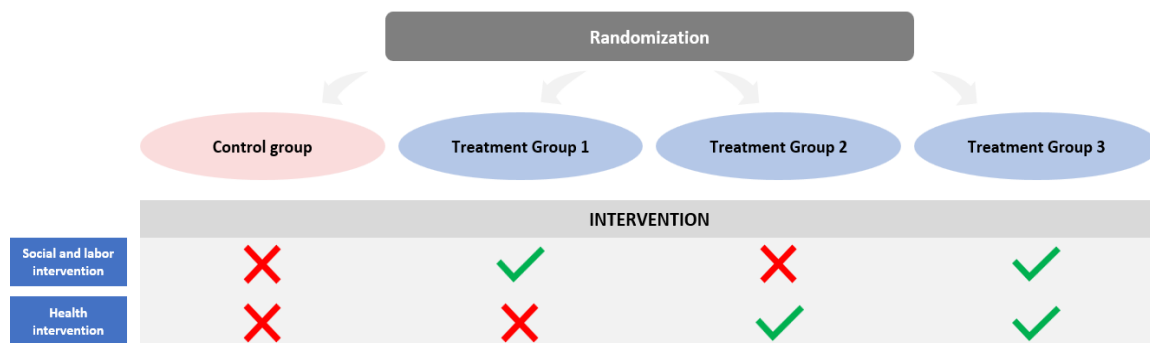 Randomization
Control group
Treatment Group 1
Treatment Group 2
Treatment Group 3
INTERVENTION
Social and labor
intervention
Health
intervention